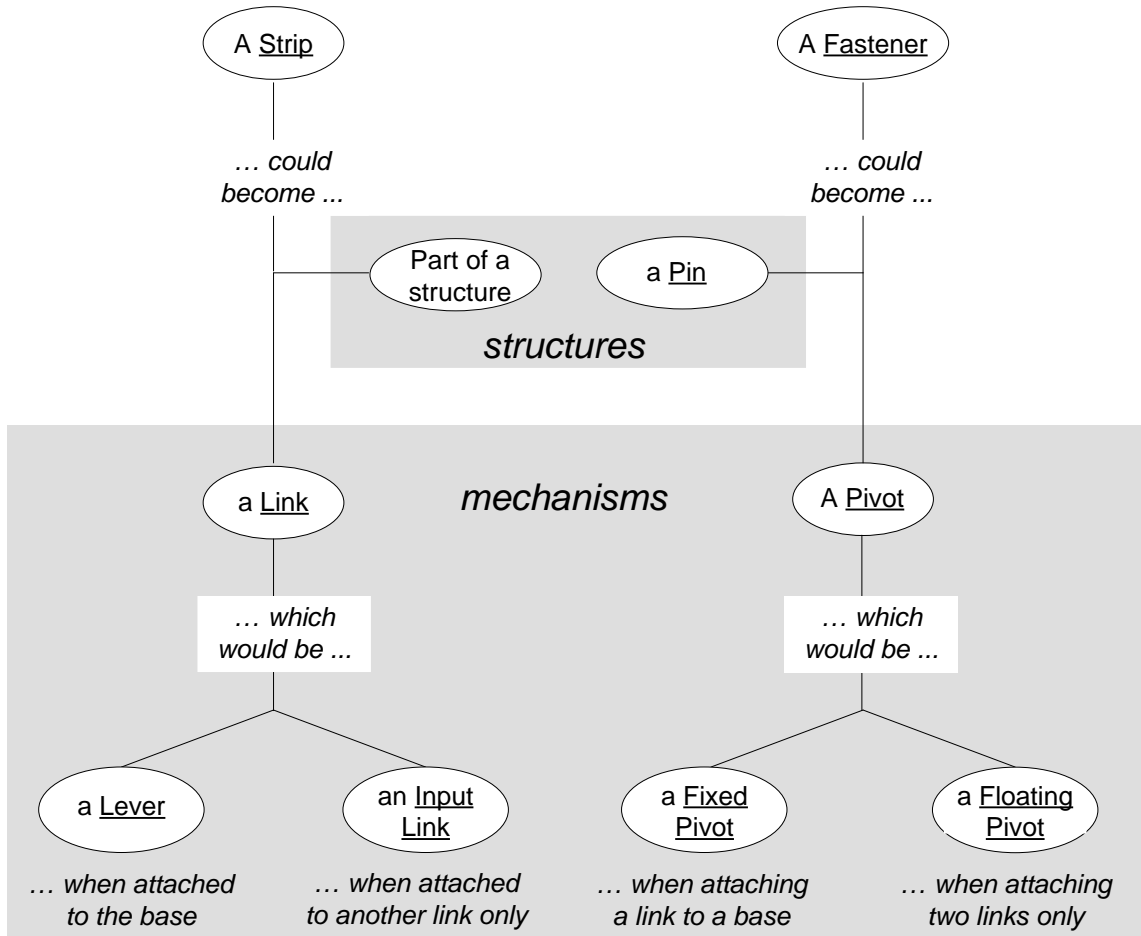 A Strip
A Fastener
… could
become ...
… could
become ...
Part of a
structure
a Pin
structures
a Link
mechanisms
A Pivot
… which
would be ...
… which
would be ...
a Lever
an Input
Link
a Fixed
Pivot
a Floating
Pivot
… when attached
to the base
… when attached
to another link only
… when attaching
a link to a base
… when attaching
two links only